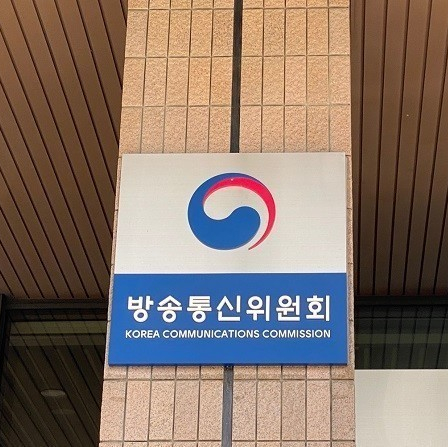 방송통신위원회
KOREA COMMUNICATIONS COMMISSION